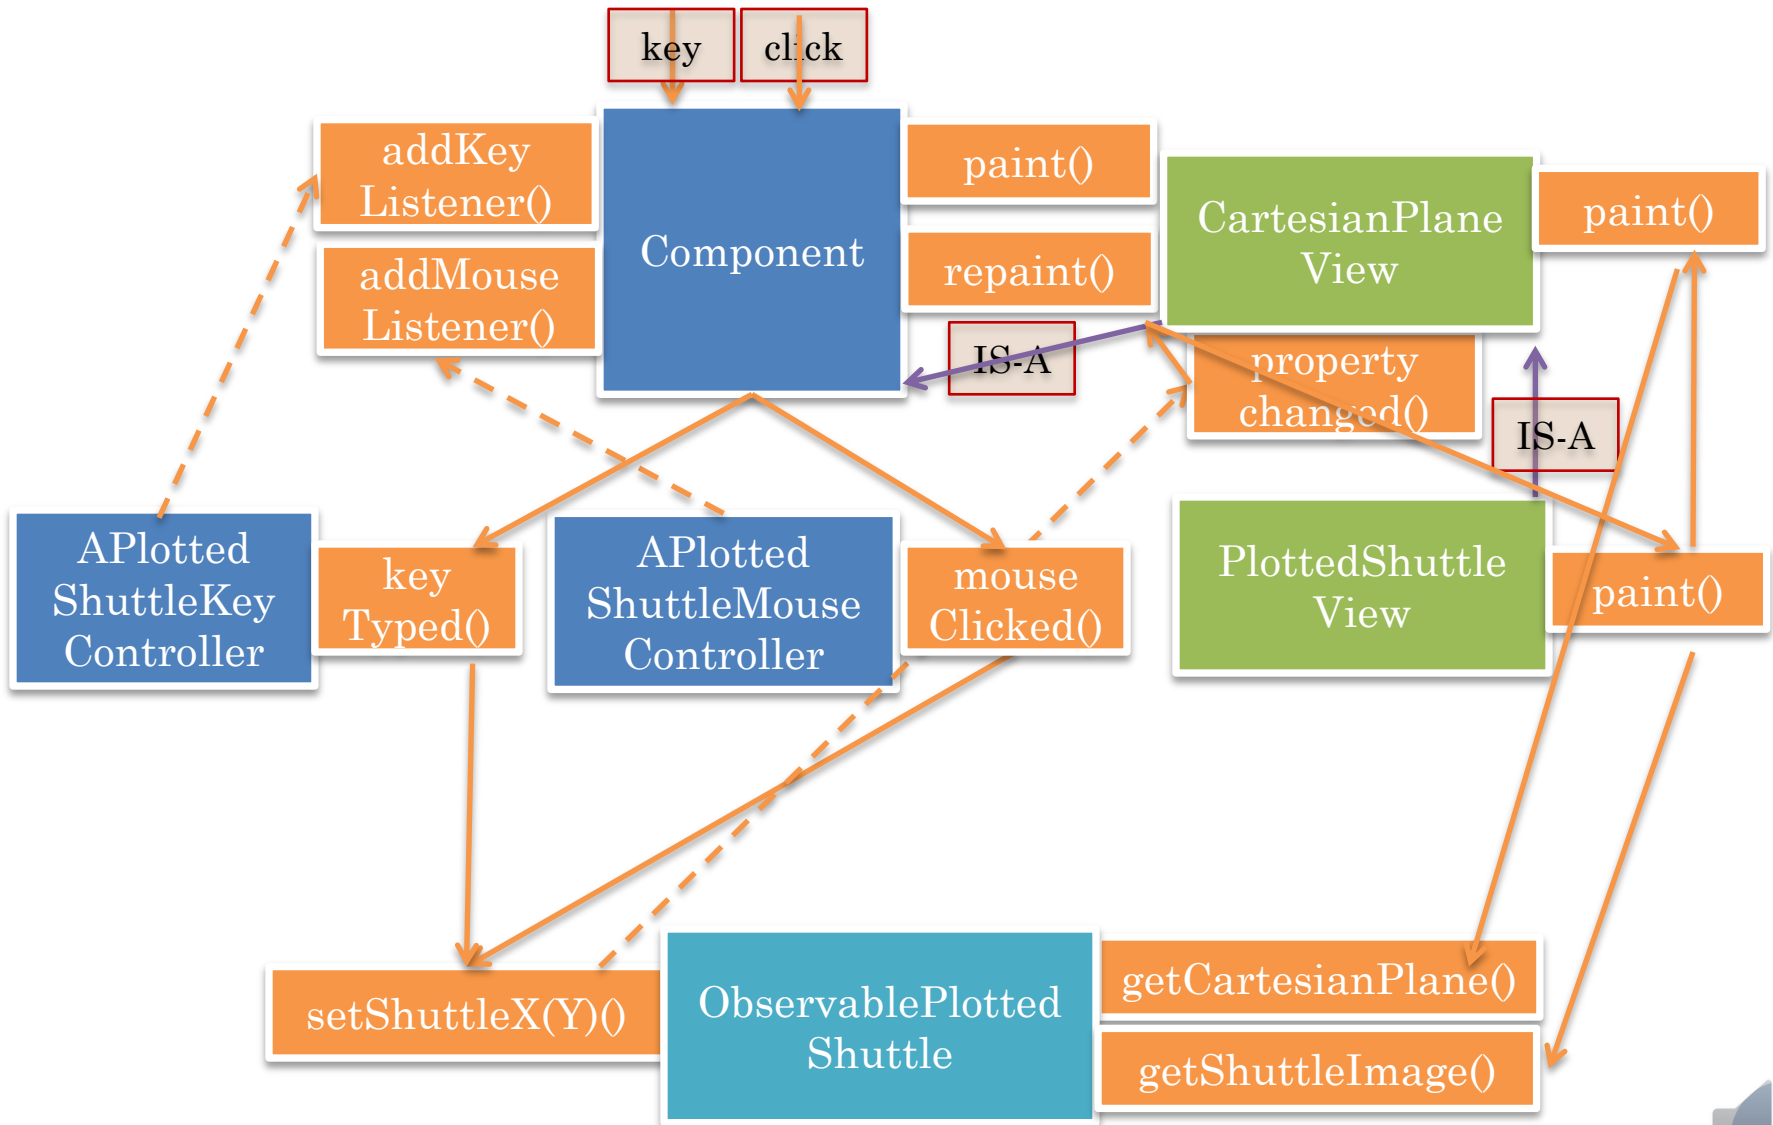 key
click
addKey
Listener()
addMouse
Listener()
Component
paint()
repaint()
CartesianPlane
View
paint()
IS-A
property
changed()
IS-A
APlotted
ShuttleKey
Controller
key
Typed()
APlotted
ShuttleMouse
Controller
mouse
Clicked()
PlottedShuttle
View
paint()
setShuttleX(Y)()
ObservablePlotted
Shuttle
getCartesianPlane()
getShuttleImage()